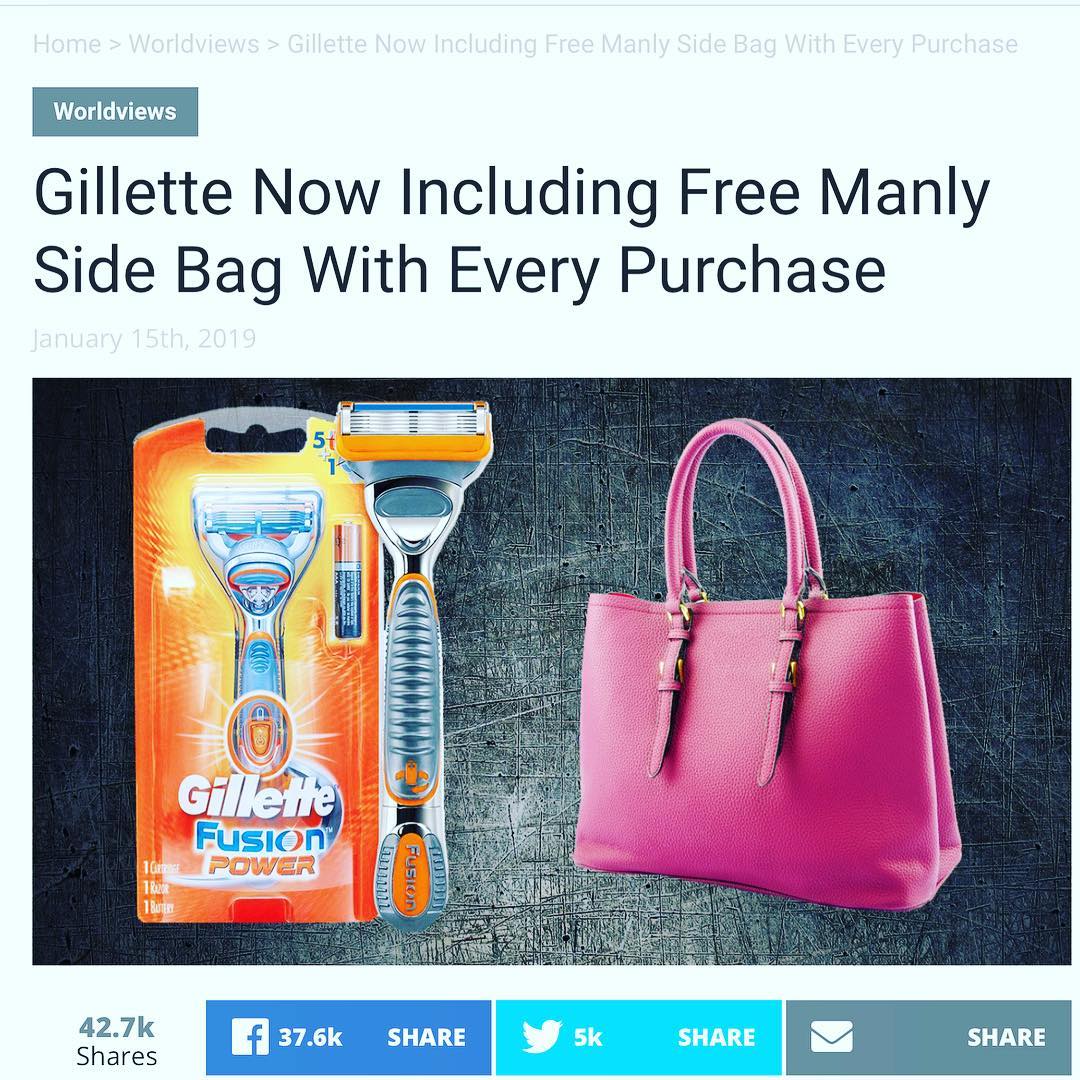 Home > Worldviews > Gillette Now Including Free Manly Side Bag With Every Purchase
Worldviews
Gillette Now Including Free Manly
Side Bag With Every Purchase
January 15th, 2019
5
+1
Gillette
Fusion™
POWER
1 Cartridge
1 Razor
1 Battery
Fusion
42.7k
Shares
37.6k SHARE
5k SHARE
SHARE